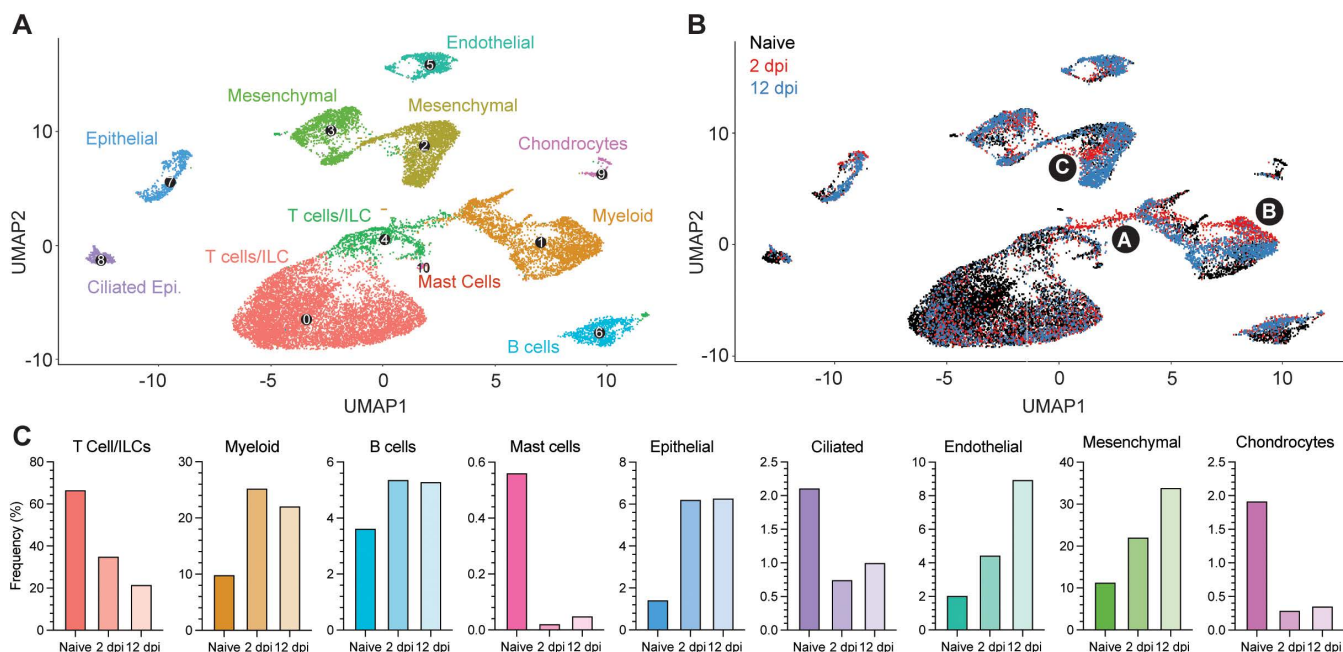 A
Endothelial
5
Mesenchymal
Mesenchymal
3
2
Epithelial
7
Chondrocytes
9
T cells/ILC
4
Myeloid
1
T cells/ILC
10
Mast Cells
8
Ciliated Epi.
0
6
B cells
10
0
-10
UMAP2
-10
-5
0
5
10
UMAP1
B
Naive
2 dpi
12 dpi
C
B
A
10
0
-10
UMAP2
-10
-5
0
5
10
UMAP1
C
T Cell/ILCs
Myeloid
B cells
Mast cells
Epithelial
Ciliated
Endothelial
Mesenchymal
Chondrocytes
Frequency (%)
80
60
40
20
0
Naive 2 dpi 12 dpi
30
20
10
0
Naive 2 dpi 12 dpi
6
4
2
0
Naive 2 dpi 12 dpi
0.6
0.4
0.2
0.0
Naive 2 dpi 12 dpi
8
6
4
2
0
Naive 2 dpi 12 dpi
2.5
2.0
1.5
1.0
0.5
0.0
Naive 2 dpi 12 dpi
10
8
6
4
2
0
Naive 2 dpi 12 dpi
40
30
20
10
0
Naive 2 dpi 12 dpi
2.5
2.0
1.5
1.0
0.5
0.0
Naive 2 dpi 12 dpi